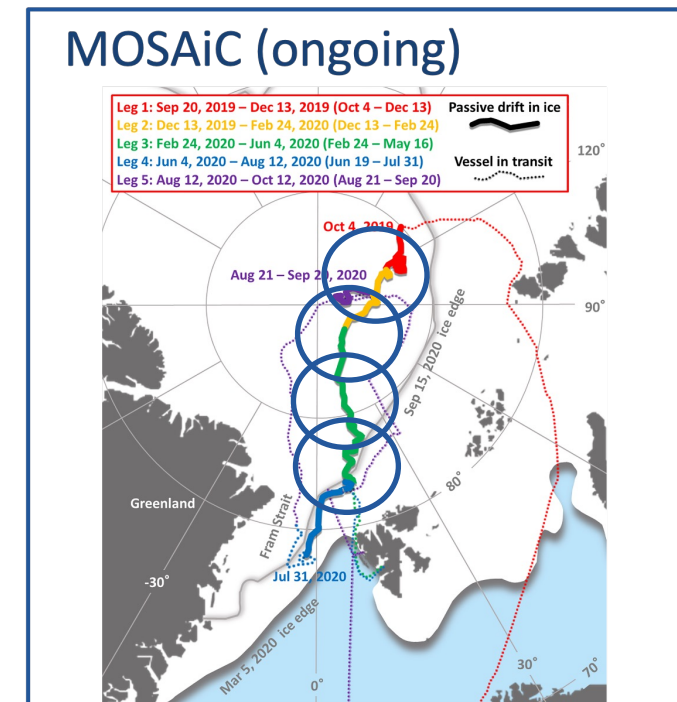 MOSAiC (ongoing)
Leg 1: Sep 20, 2019 – Dec 13, 2019 (Oct 4 – Dec 13)
Leg 2: Dec 13, 2019 – Feb 24, 2020 (Dec 13 – Feb 24)
Leg 3: Feb 24, 2020 – Jun 4, 2020 (Feb 24 – May 16)
Leg 4: Jun 4, 2020 – Aug 12, 2020 (Jun 19 – Jul 31)
Leg 5: Aug 12, 2020 – Oct 12, 2020 (Aug 21 – Sep 20)
Passive drift in ice
Vessel in transit
120°
Oct 4, 2019
Aug 21 – Sep 20, 2020
90°
Sep 15, 2020 ice edge
80°
Greenland
Fram Strait
-30°
Jul 31, 2020
Mar 5, 2020 ice edge
30°
70°
0°